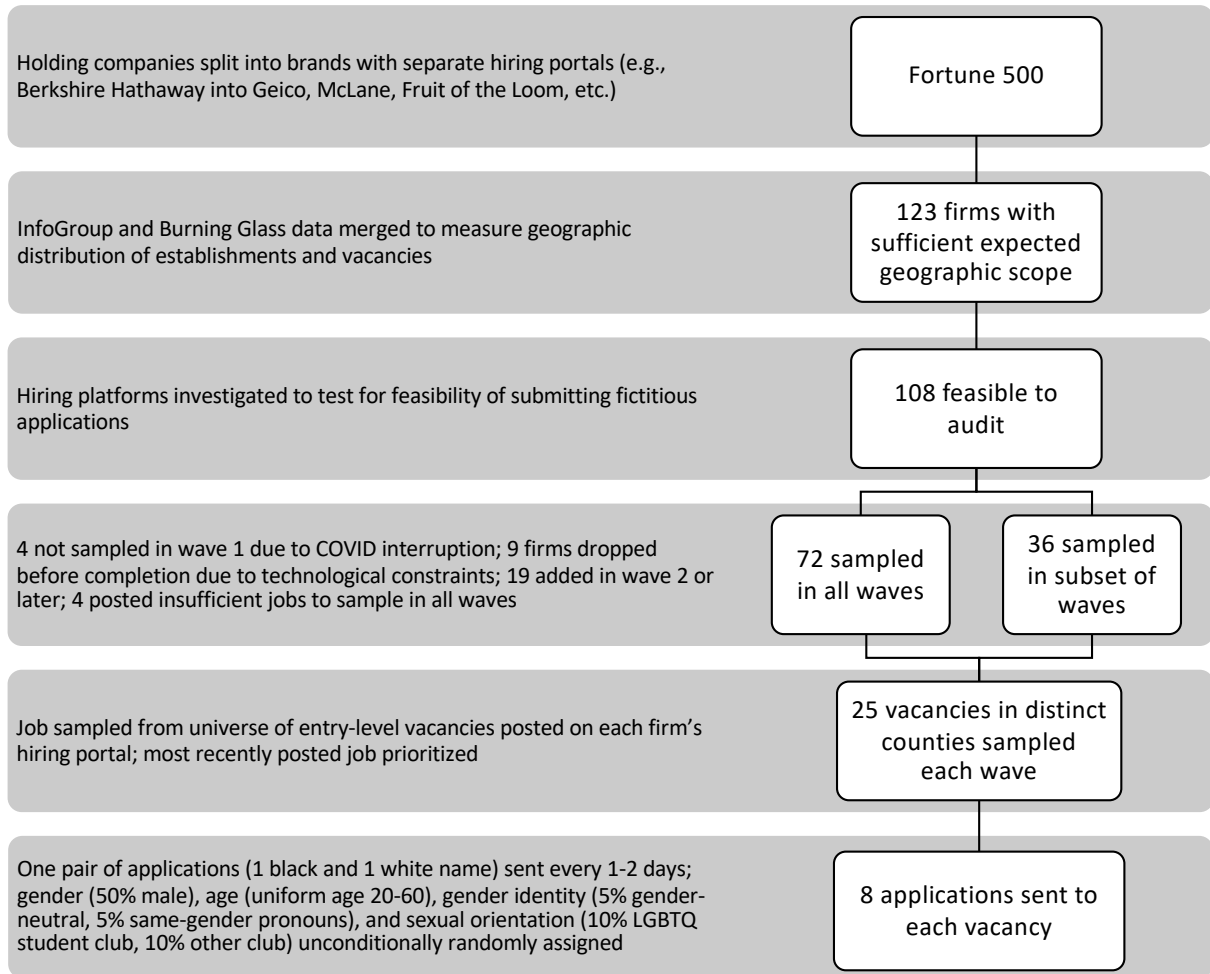 Holding companies split into brands with separate hiring portals (e.g.,
Berkshire Hathaway into Geico, McLane, Fruit of the Loom, etc.)
Fortune 500
InfoGroup and Burning Glass data merged to measure geographic
distribution of establishments and vacancies
123 firms with
sufficient expected
geographic scope
Hiring platforms investigated to test for feasibility of submitting fictitious
applications
108 feasible to
audit
4 not sampled in wave 1 due to COVID interruption; 9 firms dropped
before completion due to technological constraints; 19 added in wave 2 or
later; 4 posted insufficient jobs to sample in all waves
72 sampled
in all waves
36 sampled
in subset of
waves
Job sampled from universe of entry-level vacancies posted on each firm’s
hiring portal; most recently posted job prioritized
25 vacancies in distinct
counties sampled
each wave
One pair of applications (1 black and 1 white name) sent every 1-2 days;
gender (50% male), age (uniform age 20-60), gender identity (5% gender-
neutral, 5% same-gender pronouns), and sexual orientation (10% LGBTQ
student club, 10% other club) unconditionally randomly assigned
8 applications sent to
each vacancy